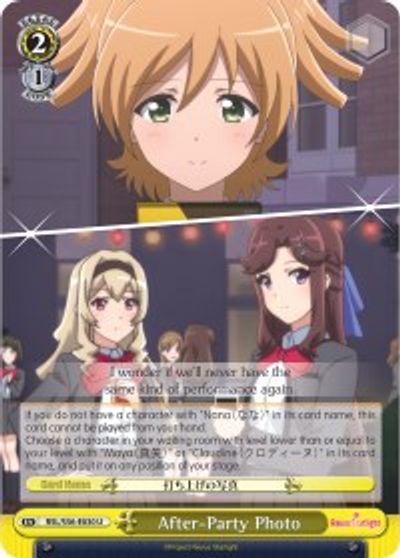 2
1
I wonder if we'll never have the
same kind of performance again.
If you do not have a character with "Nana(なな)" in its card name, this
card cannot be played from your hand.
Choose a character in your waiting room with level lower than or equal to
your level with "Maya(真矢)" or "Claudine(クロディーヌ)" in its card
name, and put it on any position of your stage.
Card Name
打ち上げの写真
After-Party Photo